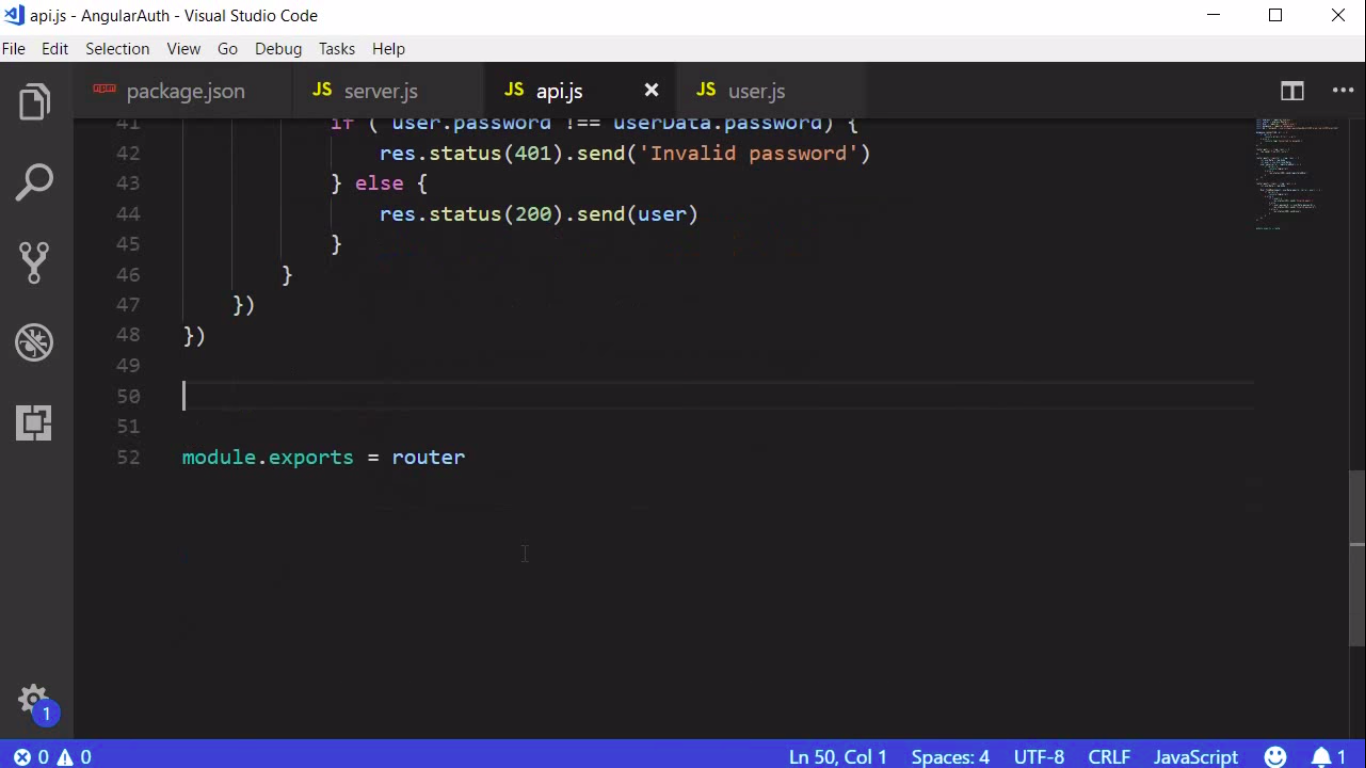 api.js - AngularAuth - Visual Studio Code
File Edit Selection View Go Debug Tasks Help
npm package.json JS server.js JS api.js JS user.js
41 if ( user.password !== userData.password) {
42 res.status(401).send('Invalid password')
43 } else {
44 res.status(200).send(user)
45 }
46 }
47 })
48 })
49
50
51
52 module.exports = router
1
0 0 Ln 50, Col 1 Spaces: 4 UTF-8 CRLF JavaScript 1